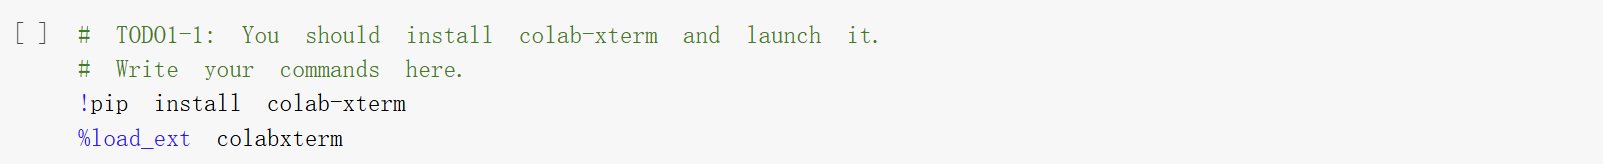 [ ] # TODO1-1: You should install colab-xterm and launch it.
# Write your commands here.
!pip install colab-xterm
%load_ext colabxterm